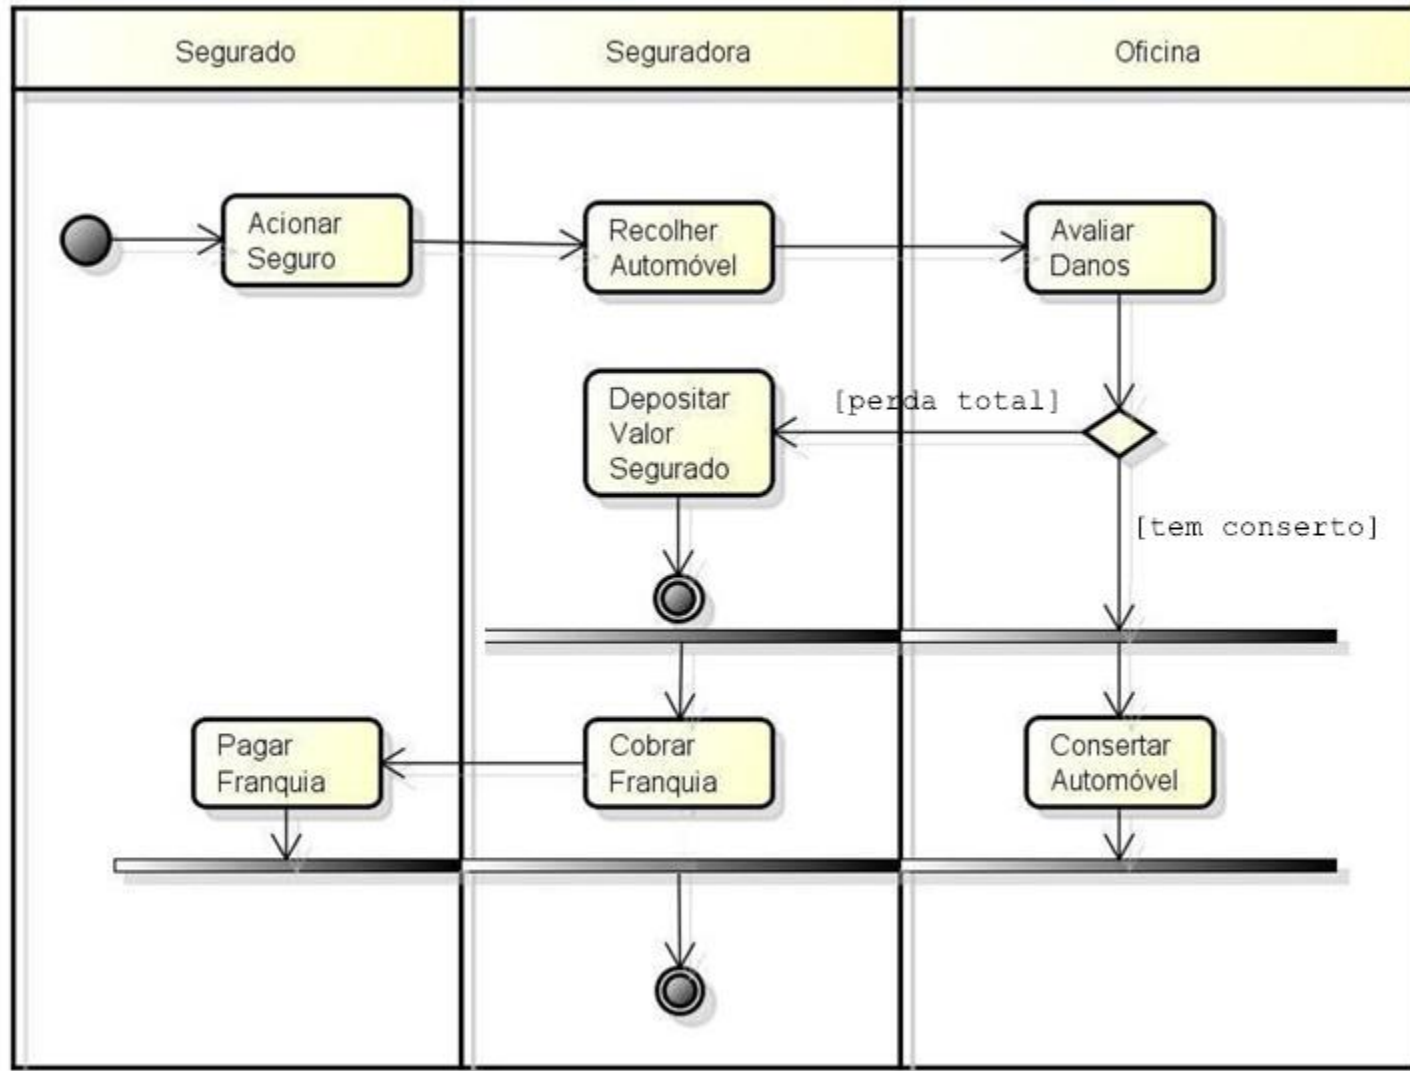 Segurado
Seguradora
Oficina
Acionar
Seguro
Recolher
Automóvel
Avaliar
Danos
Depositar
Valor
Segurado
[perda total]
[tem conserto]
Pagar
Franquia
Cobrar
Franquia
Consertar
Automóvel